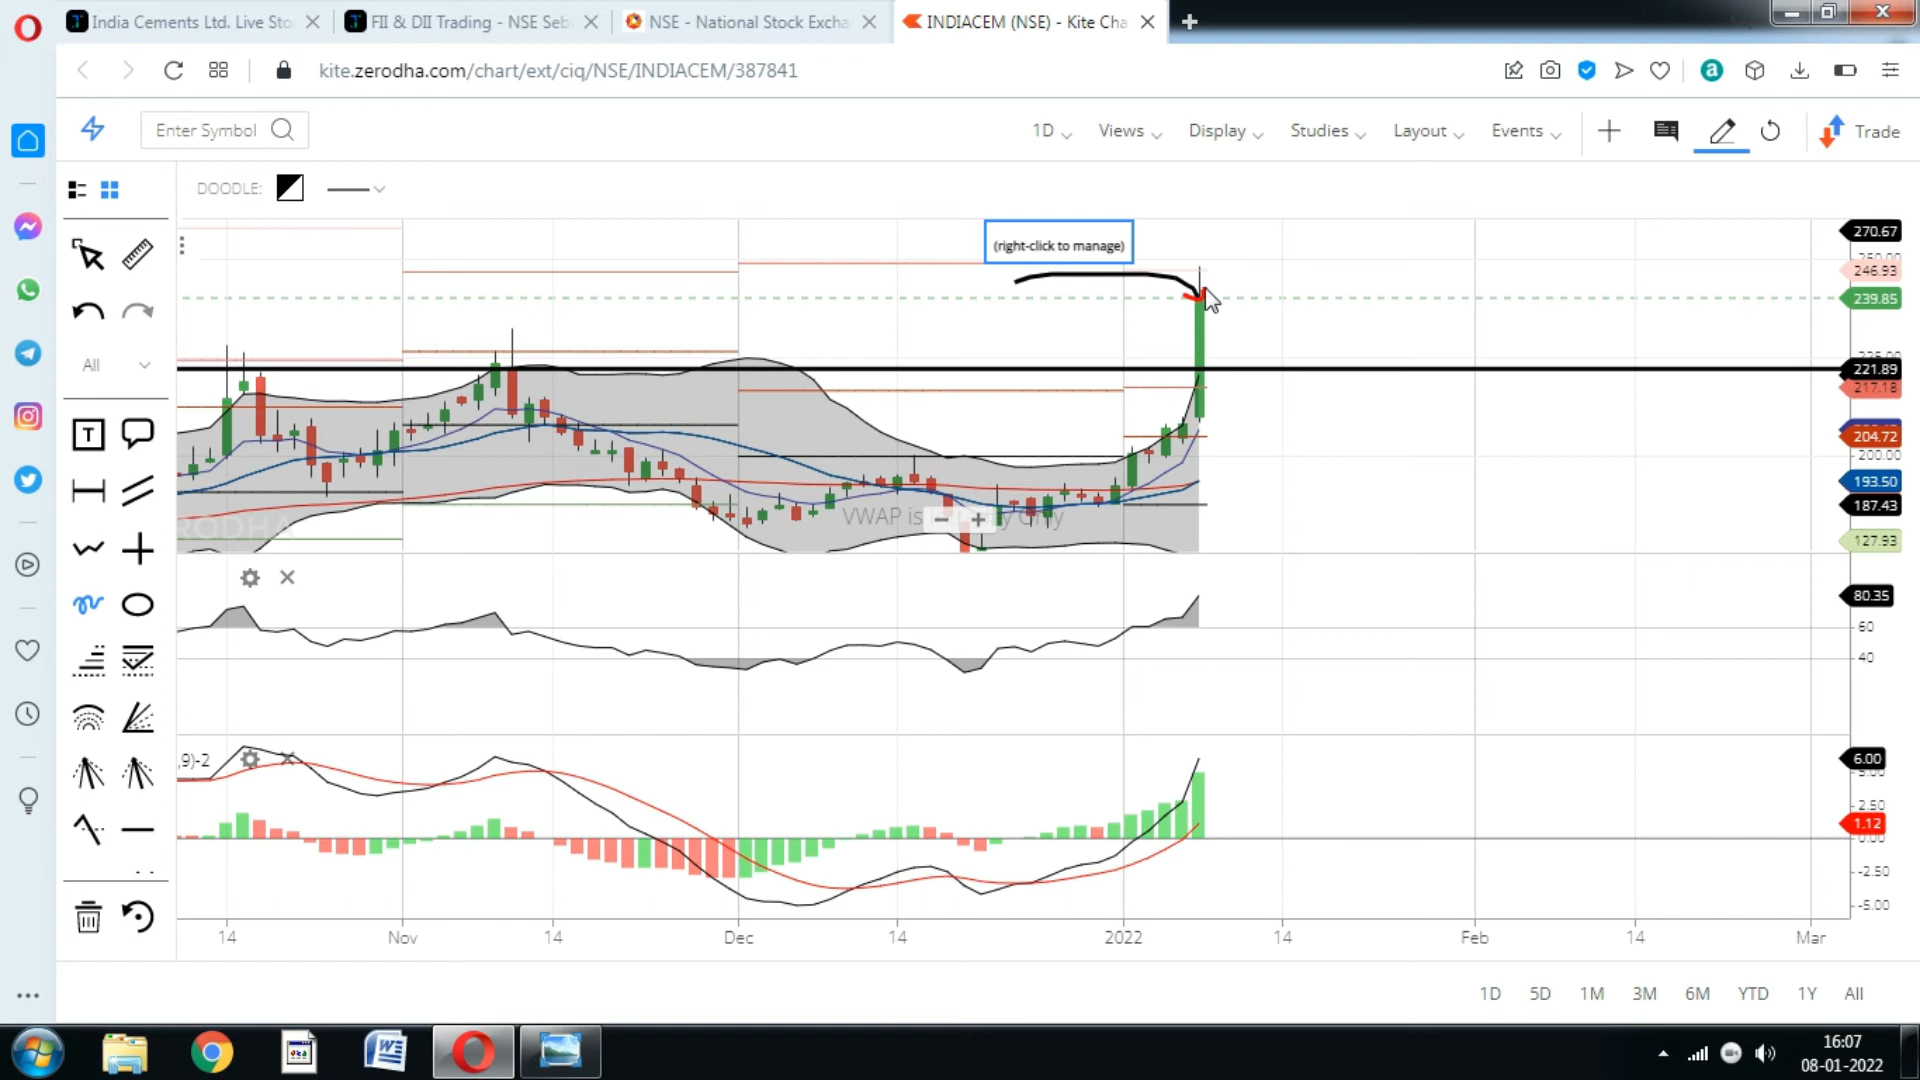 India Cements Ltd. Live Sto
FII & DII Trading - NSE Seb
NSE - National Stock Excha
INDIACEM (NSE) - Kite Cha
kite.zerodha.com/chart/ext/ciq/NSE/INDIACEM/387841
Enter Symbol
1D
Views
Display
Studies
Layout
Events
Trade
DOODLE:
All
(right-click to manage)
270.67
246.93
239.85
221.89
217.18
204.72
200.00
193.50
187.43
127.93
VWAP is
y Only
80.35
60
40
,9)-2
6.00
2.50
1.12
-2.50
-5.00
14
Nov
14
Dec
14
2022
14
Feb
14
Mar
1D
5D
1M
3M
6M
YTD
1Y
All
16:07
08-01-2022